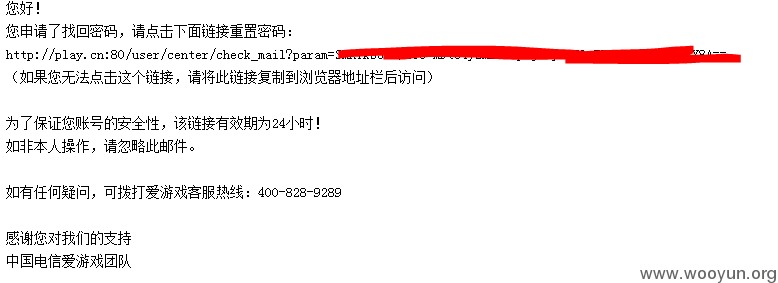 您好！
您申请了找回密码，请点击下面链接重置密码：
http://play.cn:80/user/center/check_mail?param=
（如果您无法点击这个链接，请将此链接复制到浏览器地址栏后访问）
为了保证您账号的安全性，该链接有效期为24小时！
如非本人操作，请忽略此邮件。
如有任何疑问，可拨打爱游戏客服热线：400-828-9289
感谢您对我们的支持
中国电信爱游戏团队
www.wooyun.org